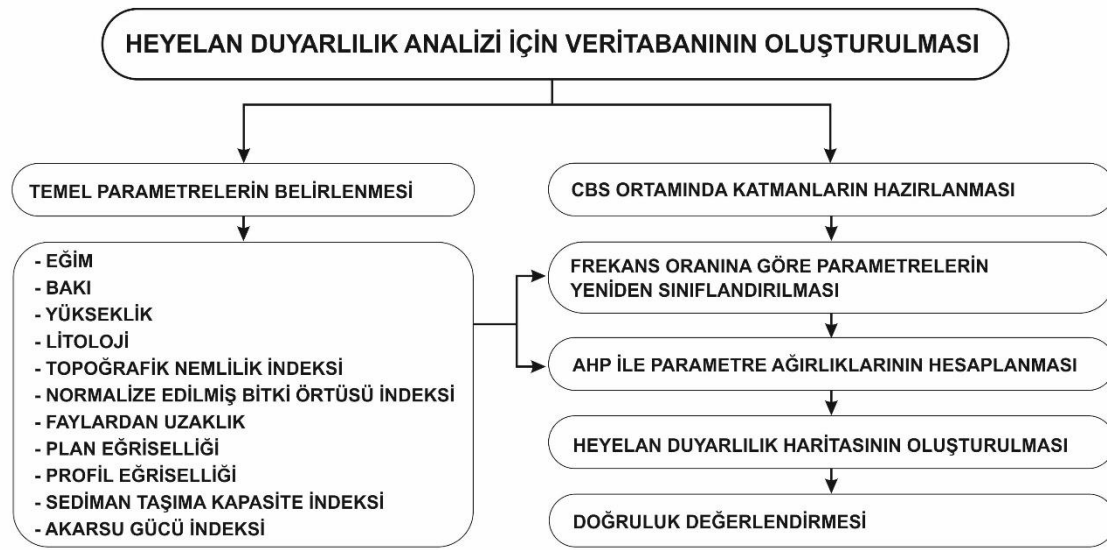 HEYELAN DUYARLILIK ANALİZİ İÇİN VERİTABANININ OLUŞTURULMASI
TEMEL PARAMETRELERİN BELİRLENMESİ
- EĞİM
- BAKI
- YÜKSEKLİK
- LİTOLOJİ
- TOPOĞRAFİK NEMLİLİK İNDEKSİ
- NORMALİZE EDİLMİŞ BİTKİ ÖRTÜSÜ İNDEKSİ
- FAYLARDAN UZAKLIK
- PLAN EĞRİSELLİĞİ
- PROFİL EĞRİSELLİĞİ
- SEDİMAN TAŞIMA KAPASİTE İNDEKSİ
- AKARSU GÜCÜ İNDEKSİ
CBS ORTAMINDA KATMANLARIN HAZIRLANMASI
FREKANS ORANINA GÖRE PARAMETRELERİN
YENİDEN SINIFLANDIRILMASI
AHP İLE PARAMETRE AĞIRLIKLARININ HESAPLANMASI
HEYELAN DUYARLILIK HARİTASININ OLUŞTURULMASI
DOĞRULUK DEĞERLENDİRMESİ